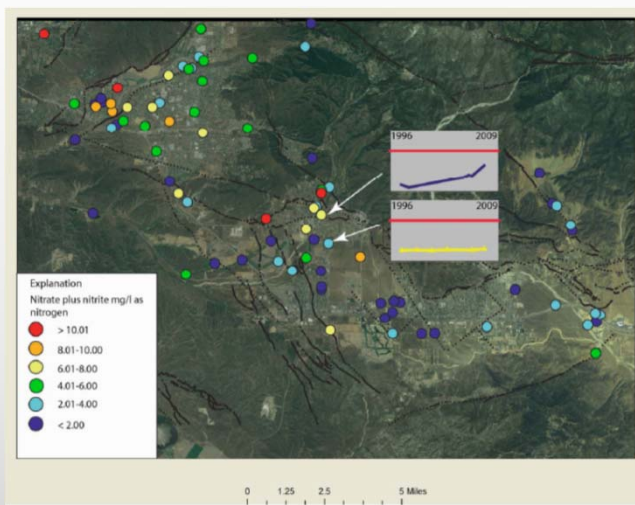 1996 2009
1996 2009
Explanation
Nitrate plus nitrite mg/l as
nitrogen
> 10.01
8.01-10.00
6.01-8.00
4.01-6.00
2.01-4.00
< 2.00
0 1.25 2.5 5 Miles